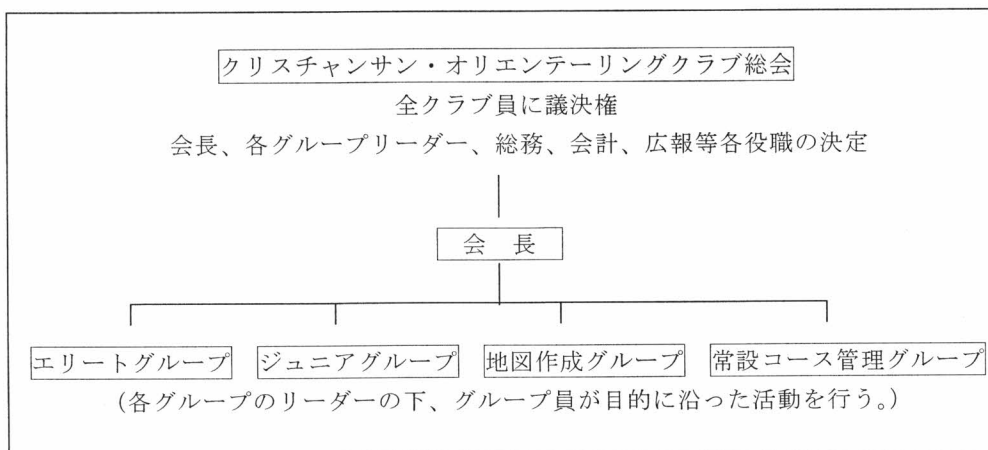 クリスチャンサン・オリエンテーリングクラブ総会
全クラブ員に議決権
会長、各グループリーダー、総務、会計、広報等各役職の決定
会 長
エリートグループ ジュニアグループ 地図作成グループ 常設コース管理グループ
(各グループのリーダーの下、グループ員が目的に沿った活動を行う。)